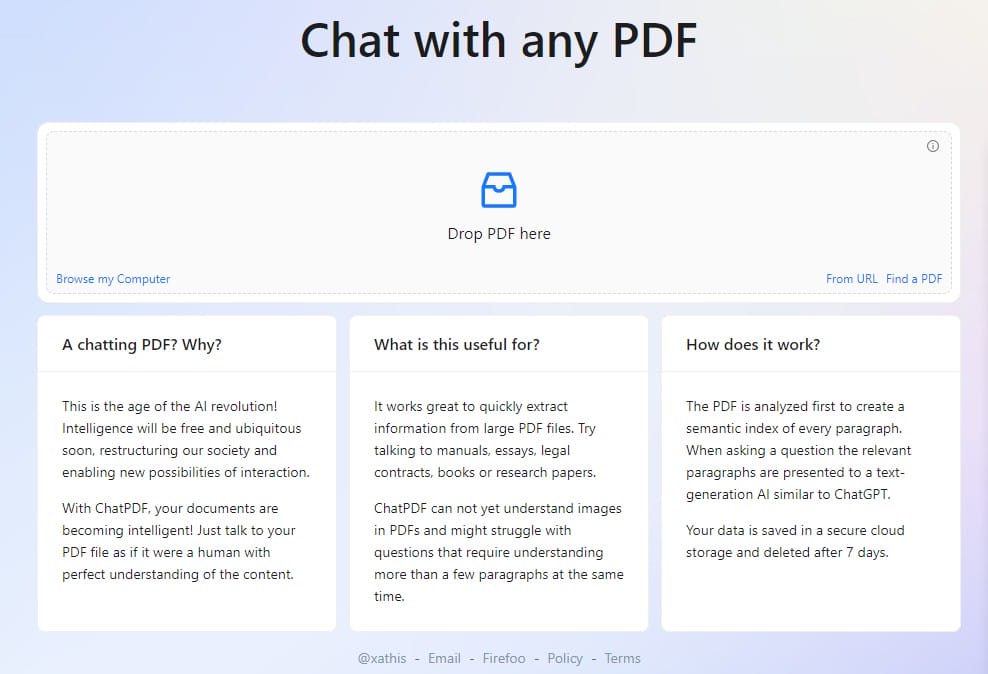 Chat with any PDF
Drop PDF here
Browse my Computer
From URL Find a PDF
A chatting PDF? Why?
This is the age of the AI revolution!
Intelligence will be free and ubiquitous
soon, restructuring our society and
enabling new possibilities of interaction.
With ChatPDF, your documents are
becoming intelligent! Just talk to your
PDF file as if it were a human with
perfect understanding of the content.
What is this useful for?
It works great to quickly extract
information from large PDF files. Try
talking to manuals, essays, legal
contracts, books or research papers.
ChatPDF can not yet understand images
in PDFs and might struggle with
questions that require understanding
more than a few paragraphs at the same
time.
How does it work?
The PDF is analyzed first to create a
semantic index of every paragraph.
When asking a question the relevant
paragraphs are presented to a text-
generation AI similar to ChatGPT.
Your data is saved in a secure cloud
storage and deleted after 7 days.
@xathis - Email - Firefoo - Policy - Terms